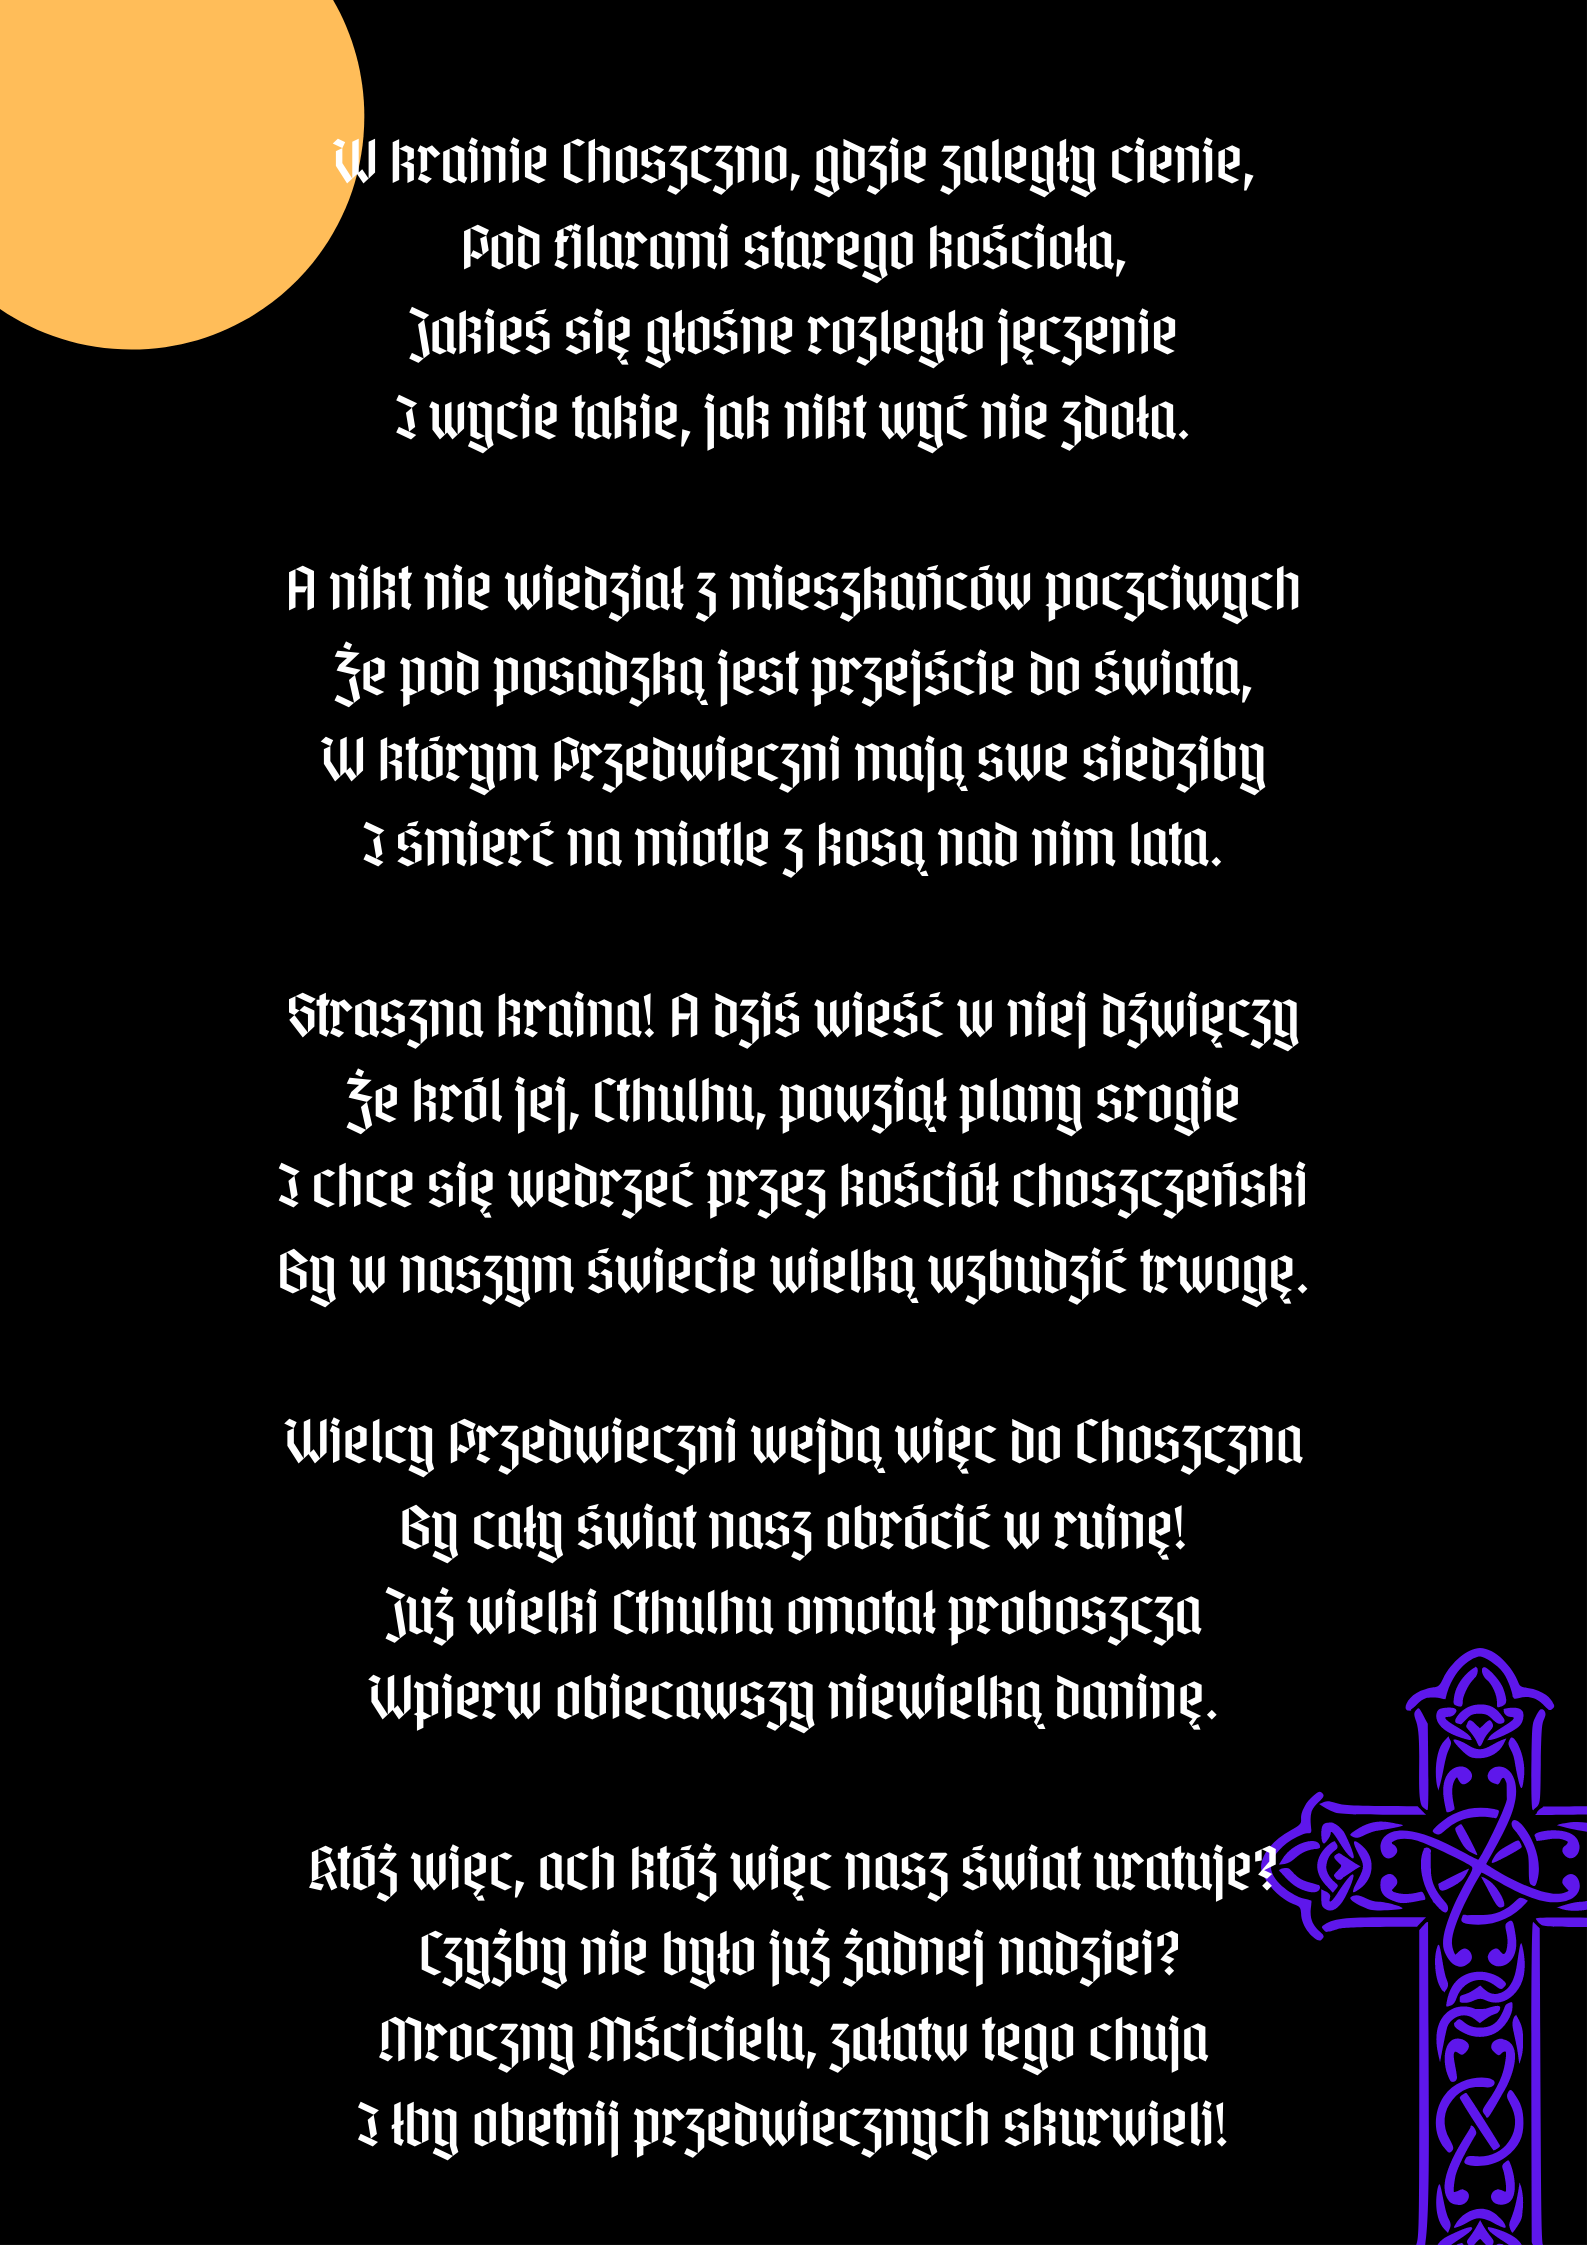 W krainie Choszczno, gdzie zaległy cienie,
Pod filarami starego kościoła,
Jakieś się głośne rozległo jęczenie
I wycie takie, jak nikt wyć nie zdoła.
A nikt nie wiedział z mieszkańców poczciwych
Że pod posadzką jest przejście do świata,
W którym Przedwieczni mają swe siedziby
I śmierć na miotle z kosą nad nim lata.
Straszna kraina! A dziś wieść w niej dźwięczy
Że król jej, Cthulhu, powziął plany srogie
I chce się wedrzeć przez kościół choszczeński
By w naszym świecie wielką wzbudzić trwogę.
Wielcy Przedwieczni wejdą więc do Choszczna
By cały świat nasz obrócić w ruinę!
Już wielki Cthulhu omotał proboszcza
Wpierw obiecawszy niewielką daninę.
Któż więc, ach któż więc nasz świat uratuje?
Czyżby nie było już żadnej nadziei?
Mroczny Mścicielu, załatw tego chuja
I łby obetnij przedwiecznych skurwieli!